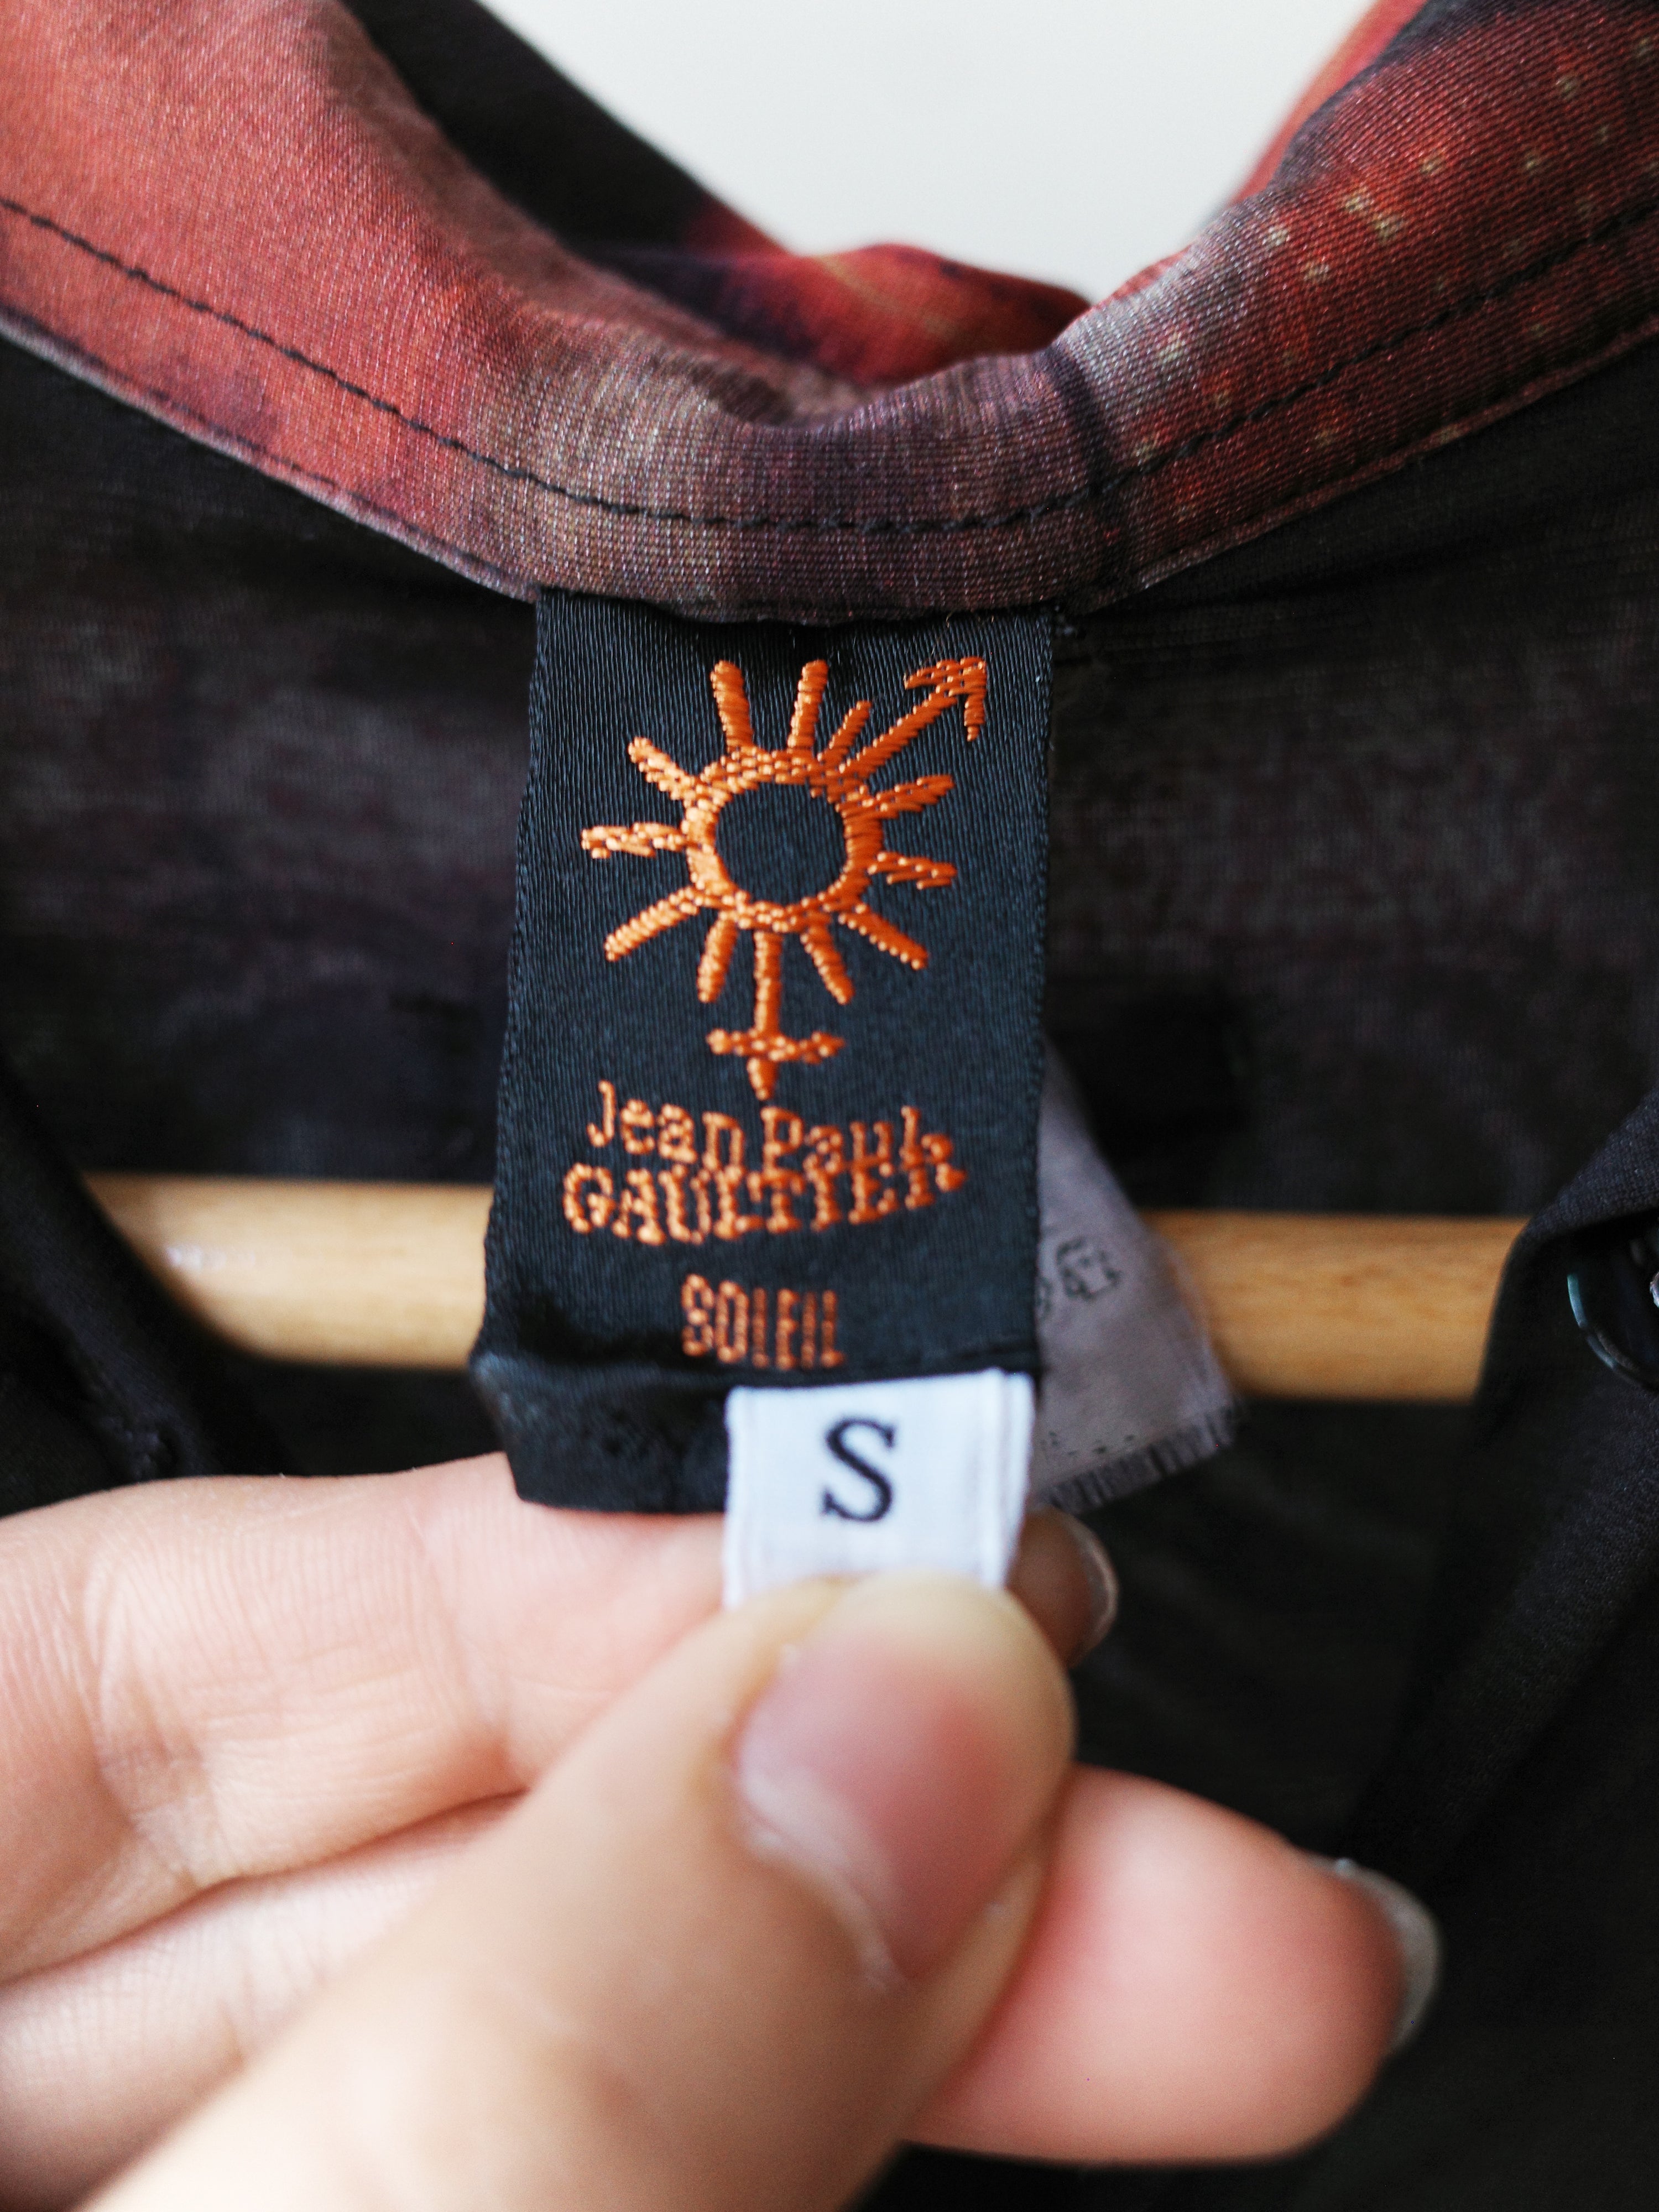 Jean Paul
GAULTIER
SOLEIL
S